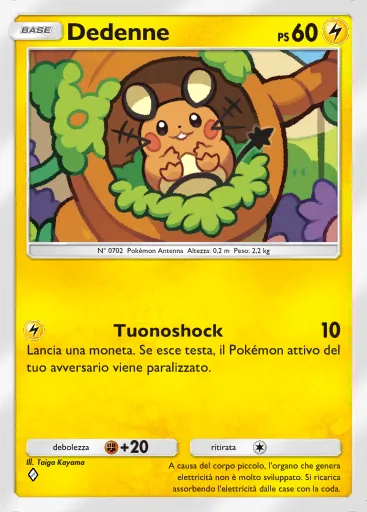 BASE Dedenne PS 60
N° 0702 Pokémon Antenna Altezza: 0,2 m Peso: 2,2 kg
Tuonoshock 10
Lancia una moneta. Se esce testa, il Pokémon attivo del
tuo avversario viene paralizzato.
debolezza +20 ritirata
Ill. Taiga Kayama
A causa del corpo piccolo, l'organo che genera
elettricità non è molto sviluppato. Si ricarica
assorbendo l'elettricità dalle case con la coda.